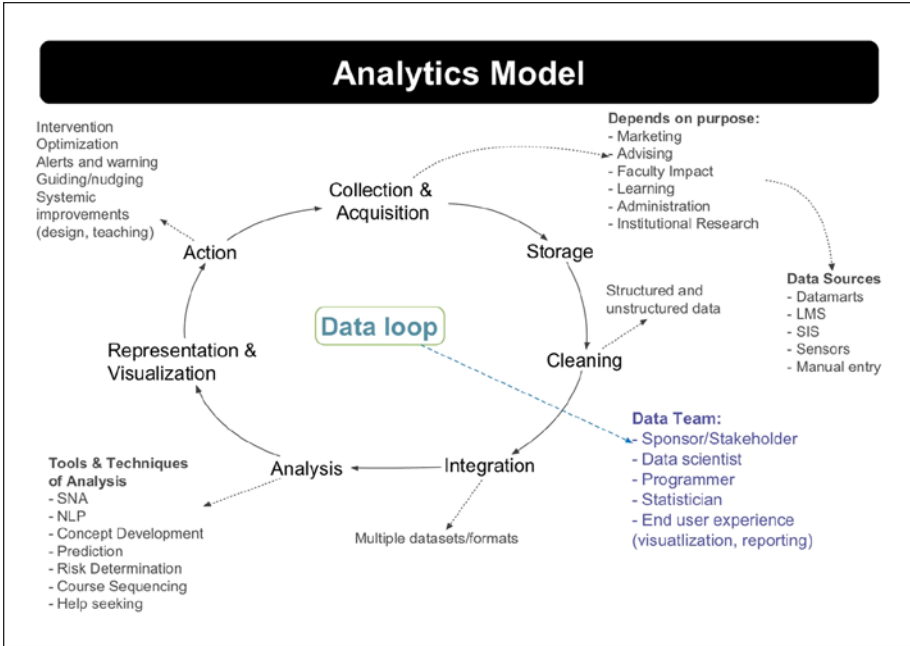 Analytics Model
Intervention
Optimization
Alerts and warning
Guiding/nudging
Systemic
improvements
(design, teaching)
Collection &
Acquisition
Depends on purpose:
- Marketing
- Advising
- Faculty Impact
- Learning
- Administration
- Institutional Research
Action
Storage
Data Sources
- Datamarts
- LMS
- SIS
- Sensors
- Manual entry
Structured and
unstructured data
Data loop
Representation &
Visualization
Cleaning
Data Team:
- Sponsor/Stakeholder
- Data scientist
- Programmer
- Statistician
- End user experience
(visuatlization, reporting)
Integration
Analysis
Tools & Techniques
of Analysis
- SNA
- NLP
- Concept Development
- Prediction
- Risk Determination
- Course Sequencing
- Help seeking
Multiple datasets/formats